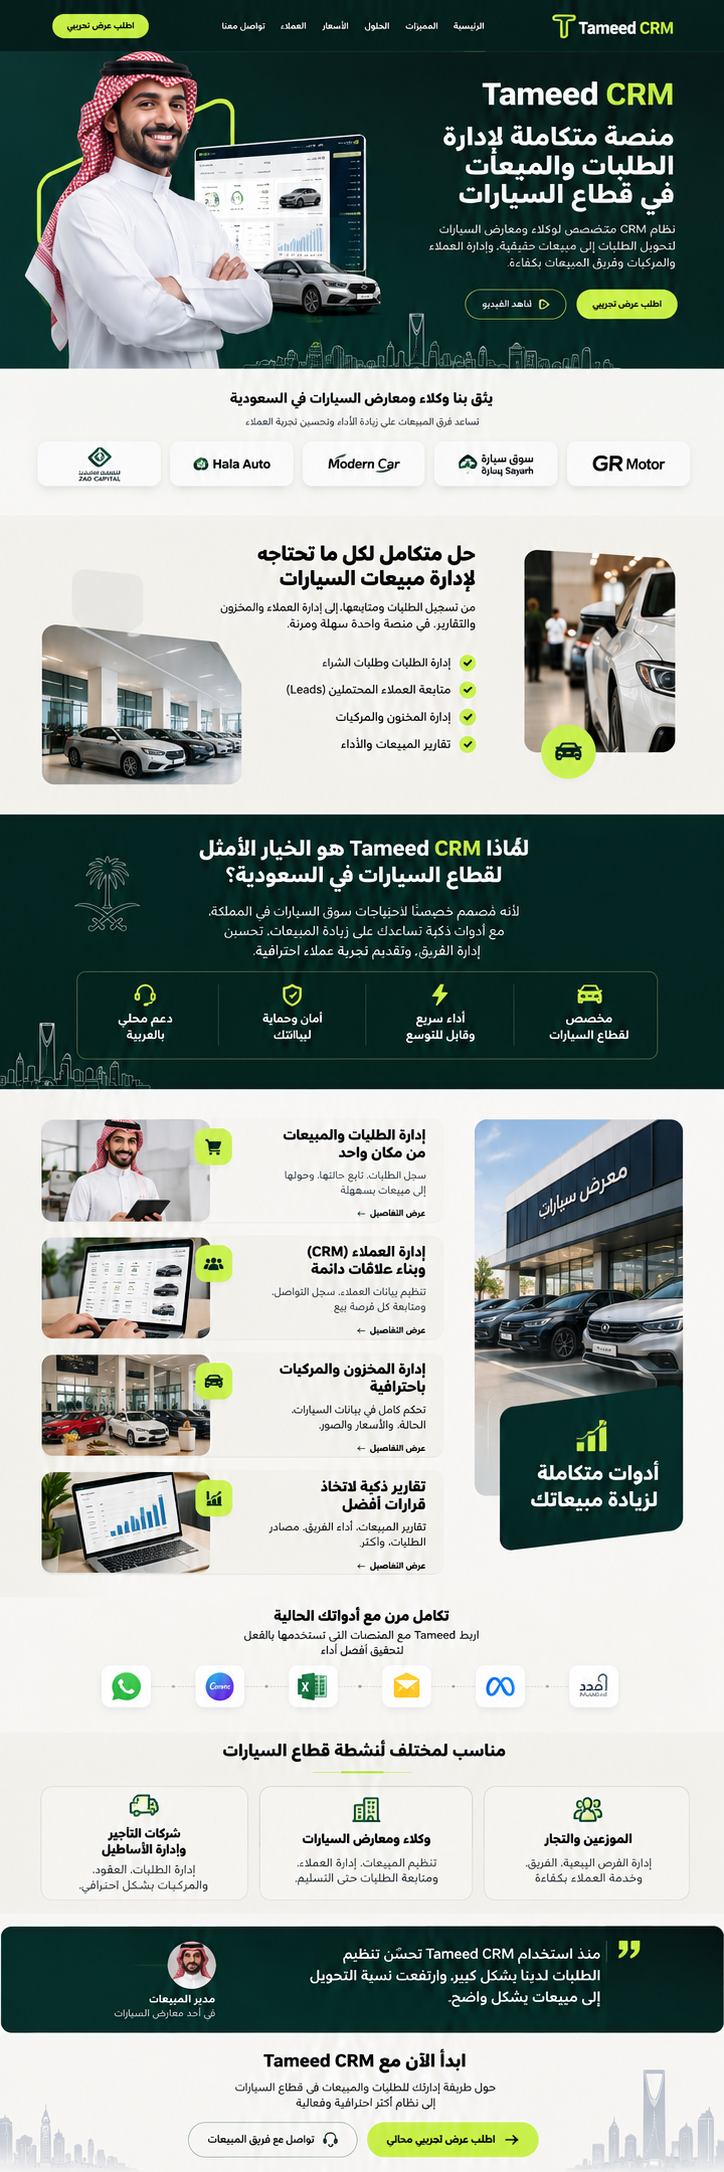 Tameed CRM
الرئيسية
المميزات
الحلول
الأسعار
العملاء
تواصل معنا
اطلب عرض تجريبي
Tameed CRM
منصة متكاملة لإدارة
الطلبات والميعأت
في قطاع السيارات
نظام CRM متخصص لوكلاء ومعارض السيارات
لتحويل الطلبات إلى مبيعات حقيقية، وإدارة العملاء
والمركبات وفريق المبيعات بكفاءة.
اطلب عرض تجريبي
لناهد الفيديو
يثق بنا وكلاء ومعارض السيارات في السعودية
تساعد فرق المبيعات على زيادة الأداء وتحسين تجربة العملاء
GR Motor
سوق سيارة
Sayarh
Modern Car
Hala Auto
ZAD CAPITAL
حل متكامل لكل ما تحتاجه
لإدارة مبيعات السيارات
من تسجيل الطلبات ومتابعها، إلى إدارة العملاء والمخزون
والتقارير، في منصة واحدة سهلة ومرنة.
إدارة الطلبات وطلبات الشراء
متابعة العملاء المحتملين (Leads)
إدارة المخنون والمركبات
تقارير المبيعات والأداء
لمُاذا Tameed CRM هو الخيار الأمثل
لقطاع السيارات في السعودية؟
لأنه مُصمم خصيصًا لاحتياجات سوق السيارات في المملكة،
مع أدوات ذكية تساعدك على زيادة المبيعات، تحسين
إدارة الفريق، وتقديم تجربة عملاء احترافية.
مخصص
لقطاع السيارات
أداء سريع
وقابل للتوسع
أمان وحماية
لبياانتك
دعم محلي
بالعربية
معرض سيارات
أدوات متكاملة
لزيادة مبيعاتك
إدارة الطلبات والمبيعات
من مكان واحد
سجل الطلبات، تابع حالتها، وحولها
إلى مبيعات بسههلة
عرض التفاصيل ←
إدارة العملاء (CRM)
وبناء علاقات دائمة
تنظيم بيانات العملاء، سجل التواصل،
ومتابعة كل فرصة بيع
عرض التفاصيل ←
إدارة المخزون والمركبات
باحترافية
تحكم كامل في بيانات السيارات،
الحالة، والأسعار والصور.
عرض التفاصيل ←
تقارير ذكية لاتخاذ
قرارات أفضل
تقارير المبيعات، أداء الفريق، مصادر
الطلبات، وأكثر.
عرض التفاصيل ←
تكامل مرن مع أدواتك الحالية
اربط Tameed مع المنصات التي تستخدمها بالفعل
لتحقيق أفضل أداء
مناسب لمختلف أنشطة قطاع السيارات
الموزعين والتجار
إدارة الفرص البيعية، الفريق،
وخدمة العملاء بكفاءة
وكلاء ومعارض السيارات
تنظيم المبيعات، إدارة العملاء،
ومتابعة الطلبات حتى التسليم.
شركات التأجير
وإدارة الأساطيل
إدارة الطلبات، العقود،
والمركبات بشكل احترافي.
منذ استخدام Tameed CRM تحسّن تنظيم
الطلبات لدينا بشكل كبير، وارتفعت نسبة التحويل
إلى مبيعات بشكل واضح.
مدير المبيعات
في أحد معارض السيارات
ابدأ الآن مع Tameed CRM
حول طريقة إدارتك للطلبات والمبيعات في قطاع السيارات
إلى نظام أكثر احترافية وفعالية
اطلب عرض تجريبي محالي
تواصل مع فريق المبيعات